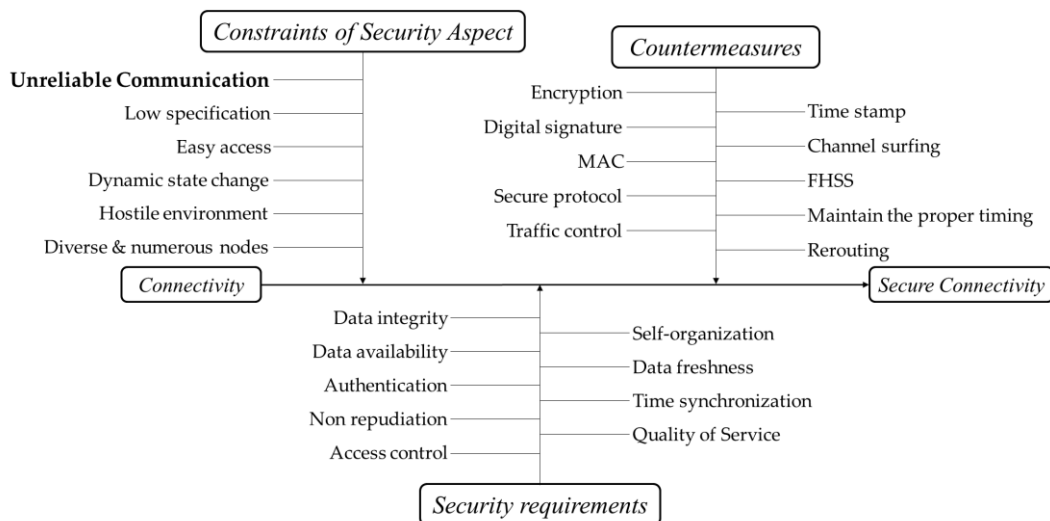 Constraints of Security Aspect
Unreliable Communication
Low specification
Easy access
Dynamic state change
Hostile environment
Diverse & numerous nodes
Countermeasures
Encryption
Digital signature
MAC
Secure protocol
Traffic control
Time stamp
Channel surfing
FHSS
Maintain the proper timing
Rerouting
Connectivity
Secure Connectivity
Data integrity
Data availability
Authentication
Non repudiation
Access control
Self-organization
Data freshness
Time synchronization
Quality of Service
Security requirements